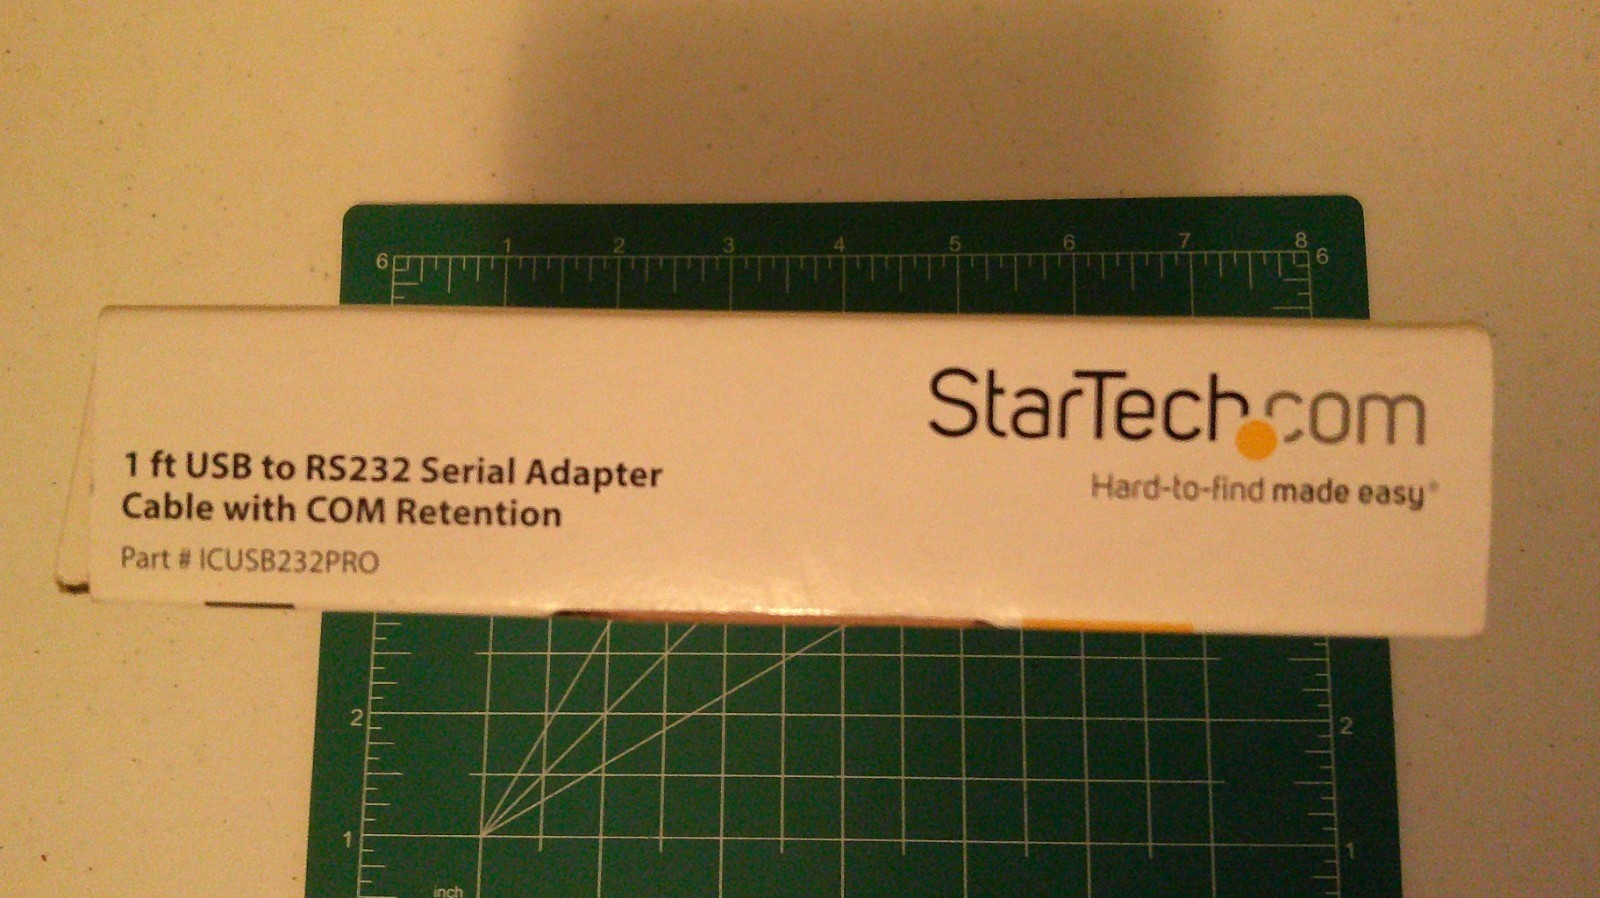 1 2 3 4 5 6 7 8
6 6
StarTech.com
Hard-to-find made easy®
1 ft USB to RS232 Serial Adapter
Cable with COM Retention
Part # ICUSB232PRO
2 2
1 1
inch